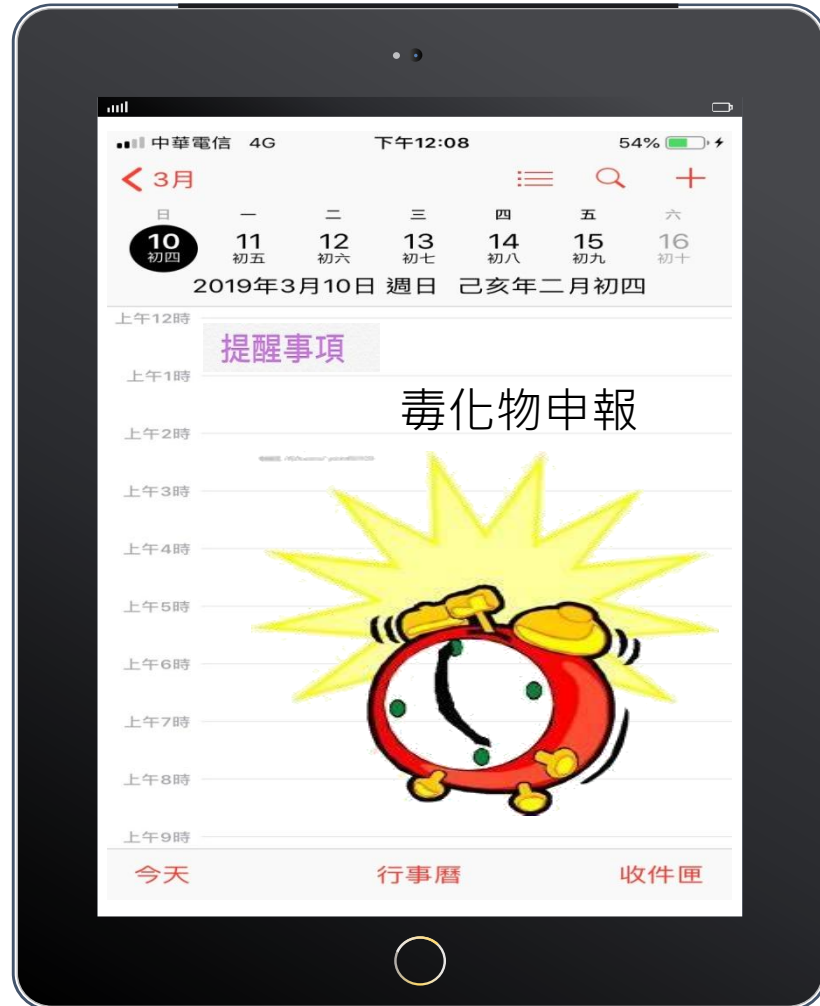 中華電信 4G 下午12:08 54%
3月
日 一 二 三 四 五 六
10 11 12 13 14 15 16
初四 初五 初六 初七 初八 初九 初十
2019年3月10日 週日 己亥年二月初四
上午12時
提醒事項
上午1時
毒化物申報
上午2時
上午3時
上午4時
上午5時
上午6時
上午7時
上午8時
上午9時
今天 行事曆 收件匣